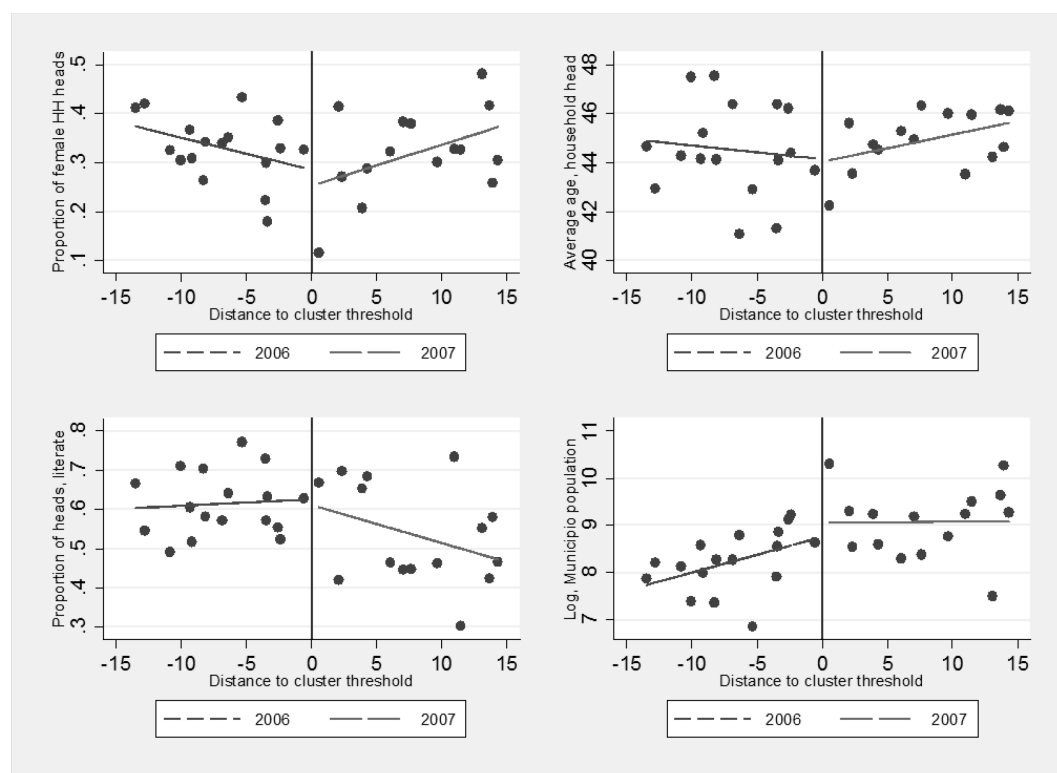 Proportion of female HH heads
.5
.4
.3
.2
.1
-15 -10 -5 0 5 10 15
Distance to cluster threshold
2006 2007
Average age, household head
48
46
44
42
40
-15 -10 -5 0 5 10 15
Distance to cluster threshold
2006 2007
Proportion of heads, literate
.8
.7
.6
.5
.4
.3
-15 -10 -5 0 5 10 15
Distance to cluster threshold
2006 2007
Log, Municipio population
11
10
9
8
7
-15 -10 -5 0 5 10 15
Distance to cluster threshold
2006 2007